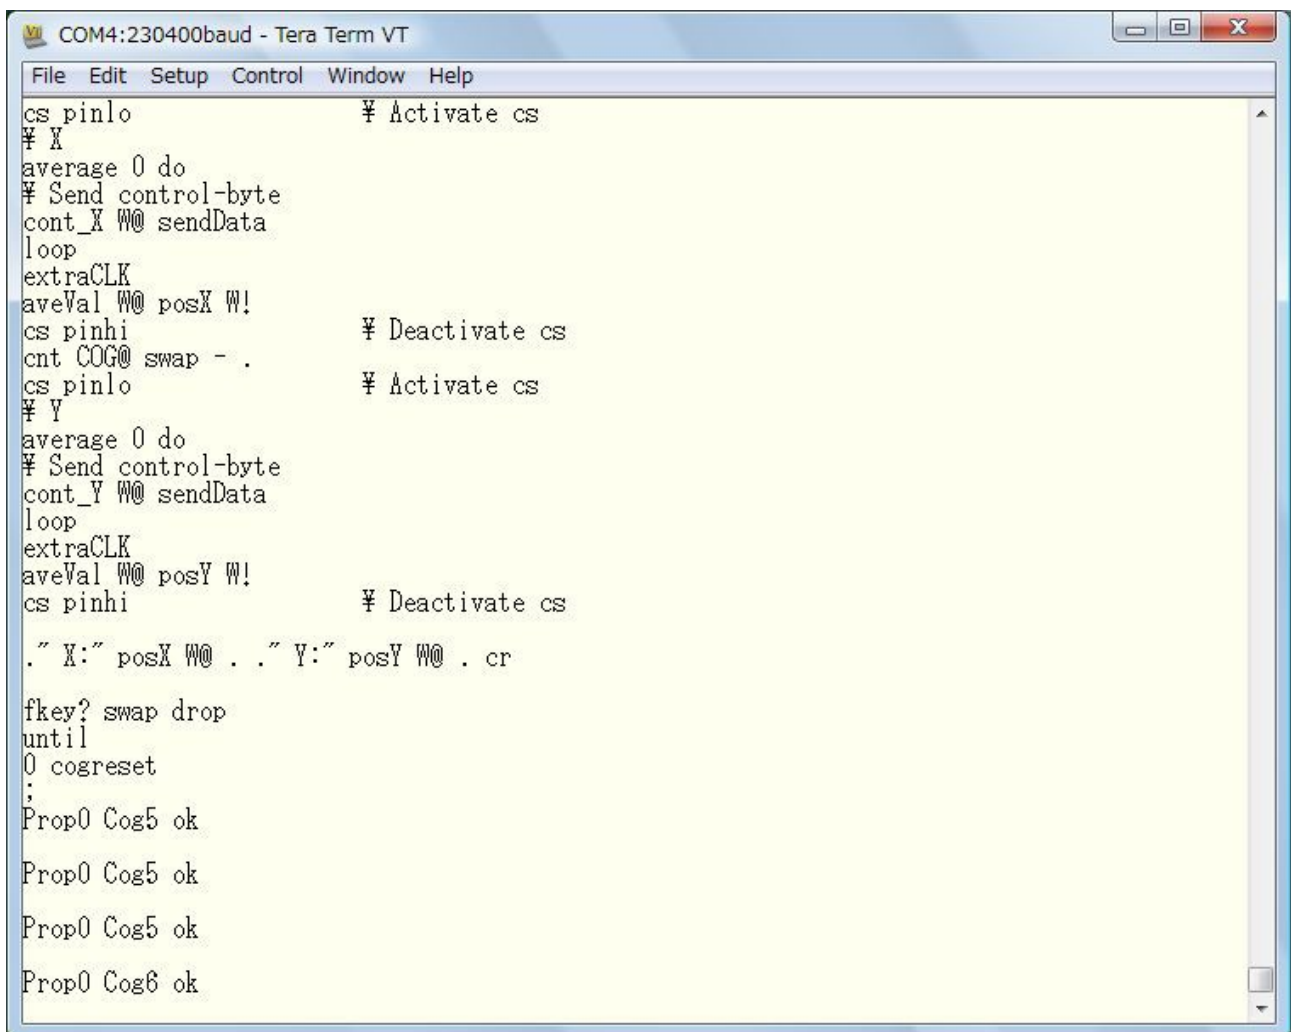 COM4:230400baud - Tera Term VT
File Edit Setup Control Window Help
cs pinlo ¥ Activate cs
¥ X
average 0 do
¥ Send control-byte
cont_X W@ sendData
loop
extraCLK
aveVal W@ posX W!
cs pinhi ¥ Deactivate cs
cnt COG@ swap - .
cs pinlo ¥ Activate cs
¥ Y
average 0 do
¥ Send control-byte
cont_Y W@ sendData
loop
extraCLK
aveVal W@ posY W!
cs pinhi ¥ Deactivate cs
." X:" posX W@ . ." Y:" posY W@ . cr
fkey? swap drop
until
0 cogreset
;
Prop0 Cog5 ok
Prop0 Cog5 ok
Prop0 Cog5 ok
Prop0 Cog6 ok